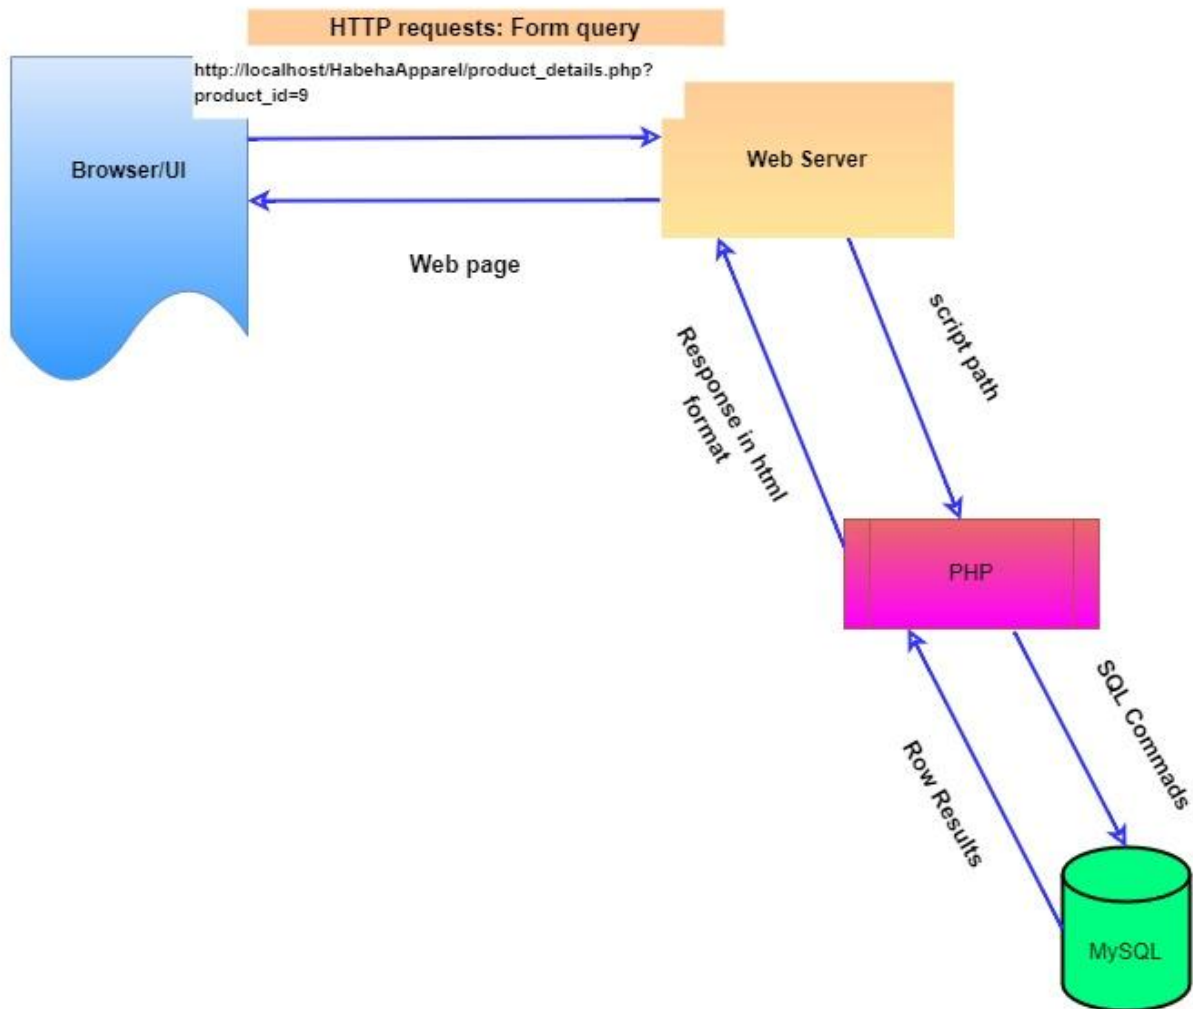 HTTP requests: Form query
http://localhost/HabehaApparel/product_details.php?
product_id=9
Browser/UI
Web Server
Web page
script path
Response in html
format
PHP
SQL Commads
Row Results
MySQL